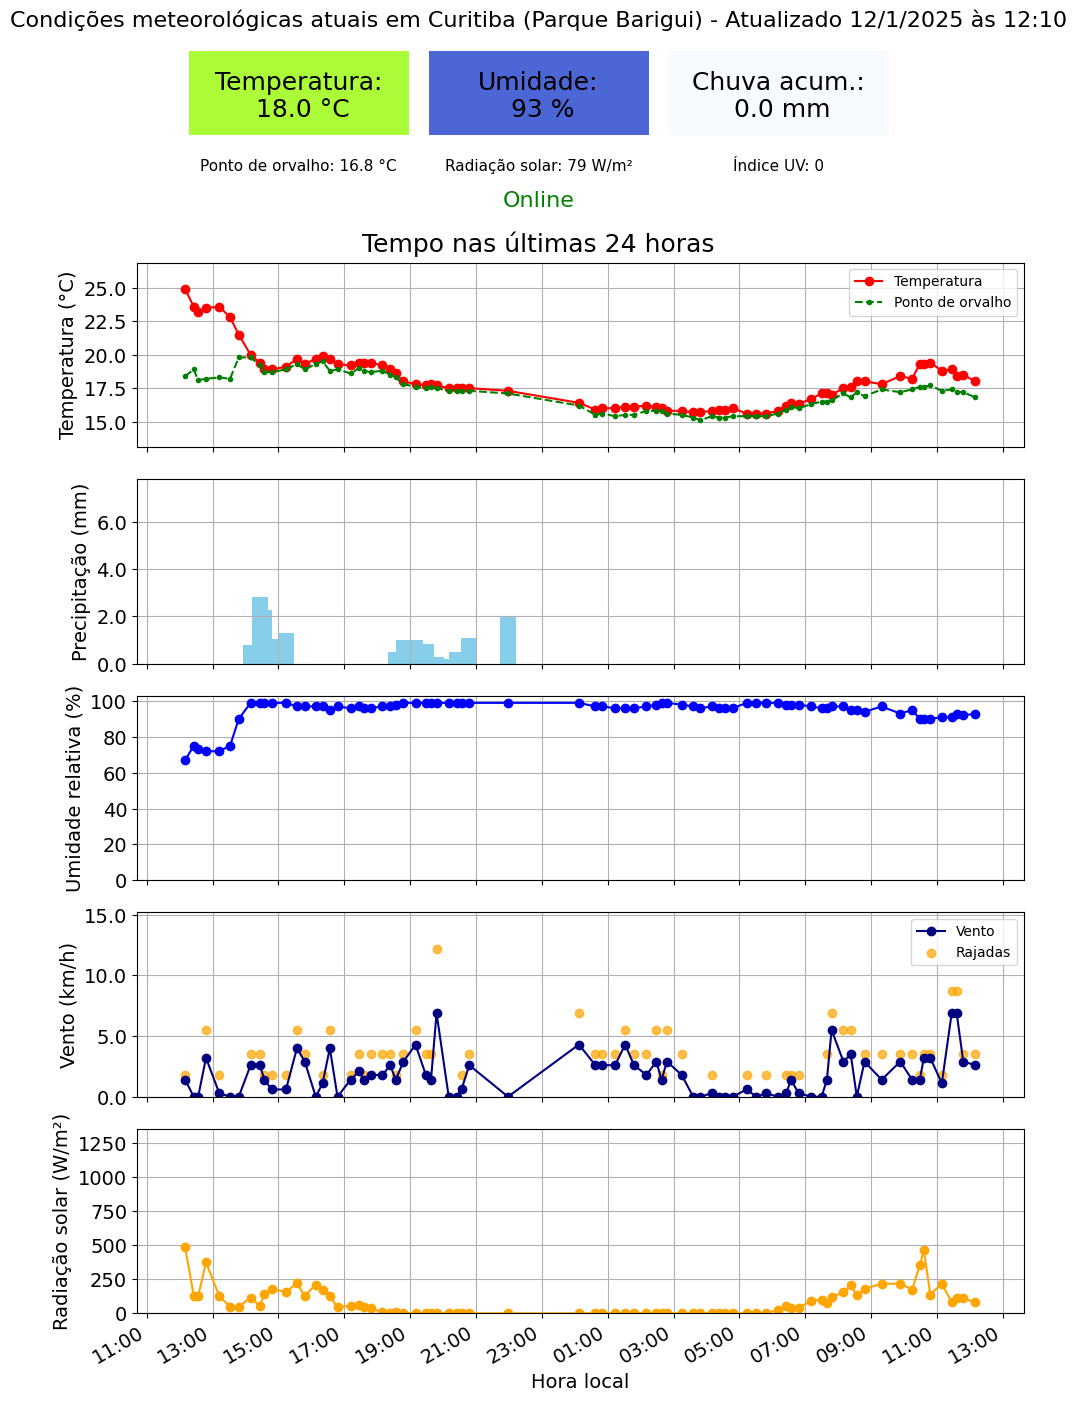 Condições meteorológicas atuais em Curitiba (Parque Barigui) - Atualizado 12/1/2025 às 12:10
Temperatura:
18.0 °C
Umidade:
93 %
Chuva acum.:
0.0 mm
Ponto de orvalho: 16.8 °C
Radiação solar: 79 W/m²
Índice UV: 0
Online
Tempo nas últimas 24 horas
Temperatura (°C)
25.0
22.5
20.0
17.5
15.0
Temperatura
Ponto de orvalho
Precipitação (mm)
6.0
4.0
2.0
0.0
Umidade relativa (%)
100
80
60
40
20
0
Vento (km/h)
15.0
10.0
5.0
0.0
Vento
Rajadas
Radiação solar (W/m²)
1250
1000
750
500
250
0
11:00
13:00
15:00
17:00
19:00
21:00
23:00
01:00
03:00
05:00
07:00
09:00
11:00
13:00
Hora local